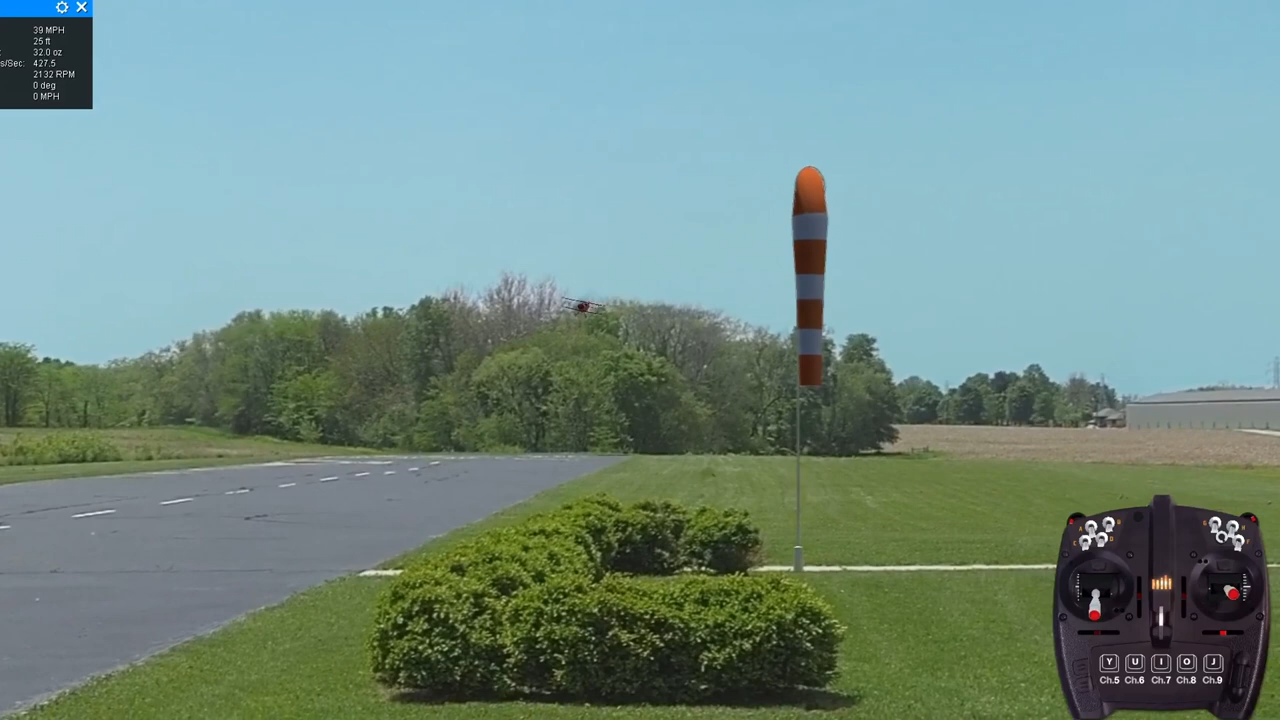 39 MPH
25 ft
32.0 oz
s/Sec: 427.5
2132 RPM
0 deg
0 MPH
Y U I O J
Ch.5 Ch.6 Ch.7 Ch.8 Ch.9